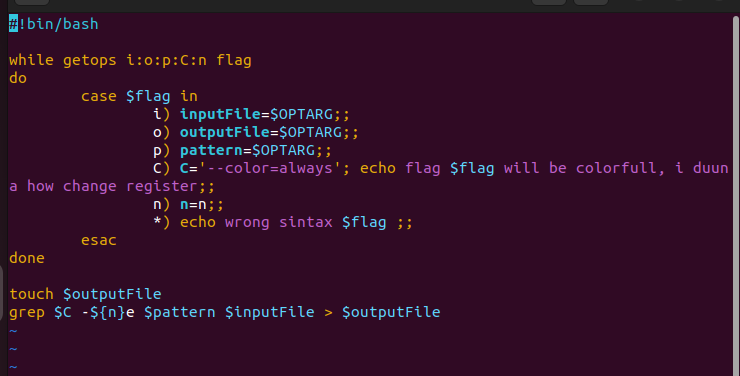 #!bin/bash

while getops i:o:p:C:n flag
do
        case $flag in
                i) inputFile=$OPTARG;;
                o) outputFile=$OPTARG;;
                p) pattern=$OPTARG;;
                C) C='--color=always'; echo flag $flag will be colorfull, i duun
a how change register;;
                n) n=n;;
                *) echo wrong sintax $flag ;;
        esac
done

touch $outputFile
grep $C -${n}e $pattern $inputFile > $outputFile
~
~
~